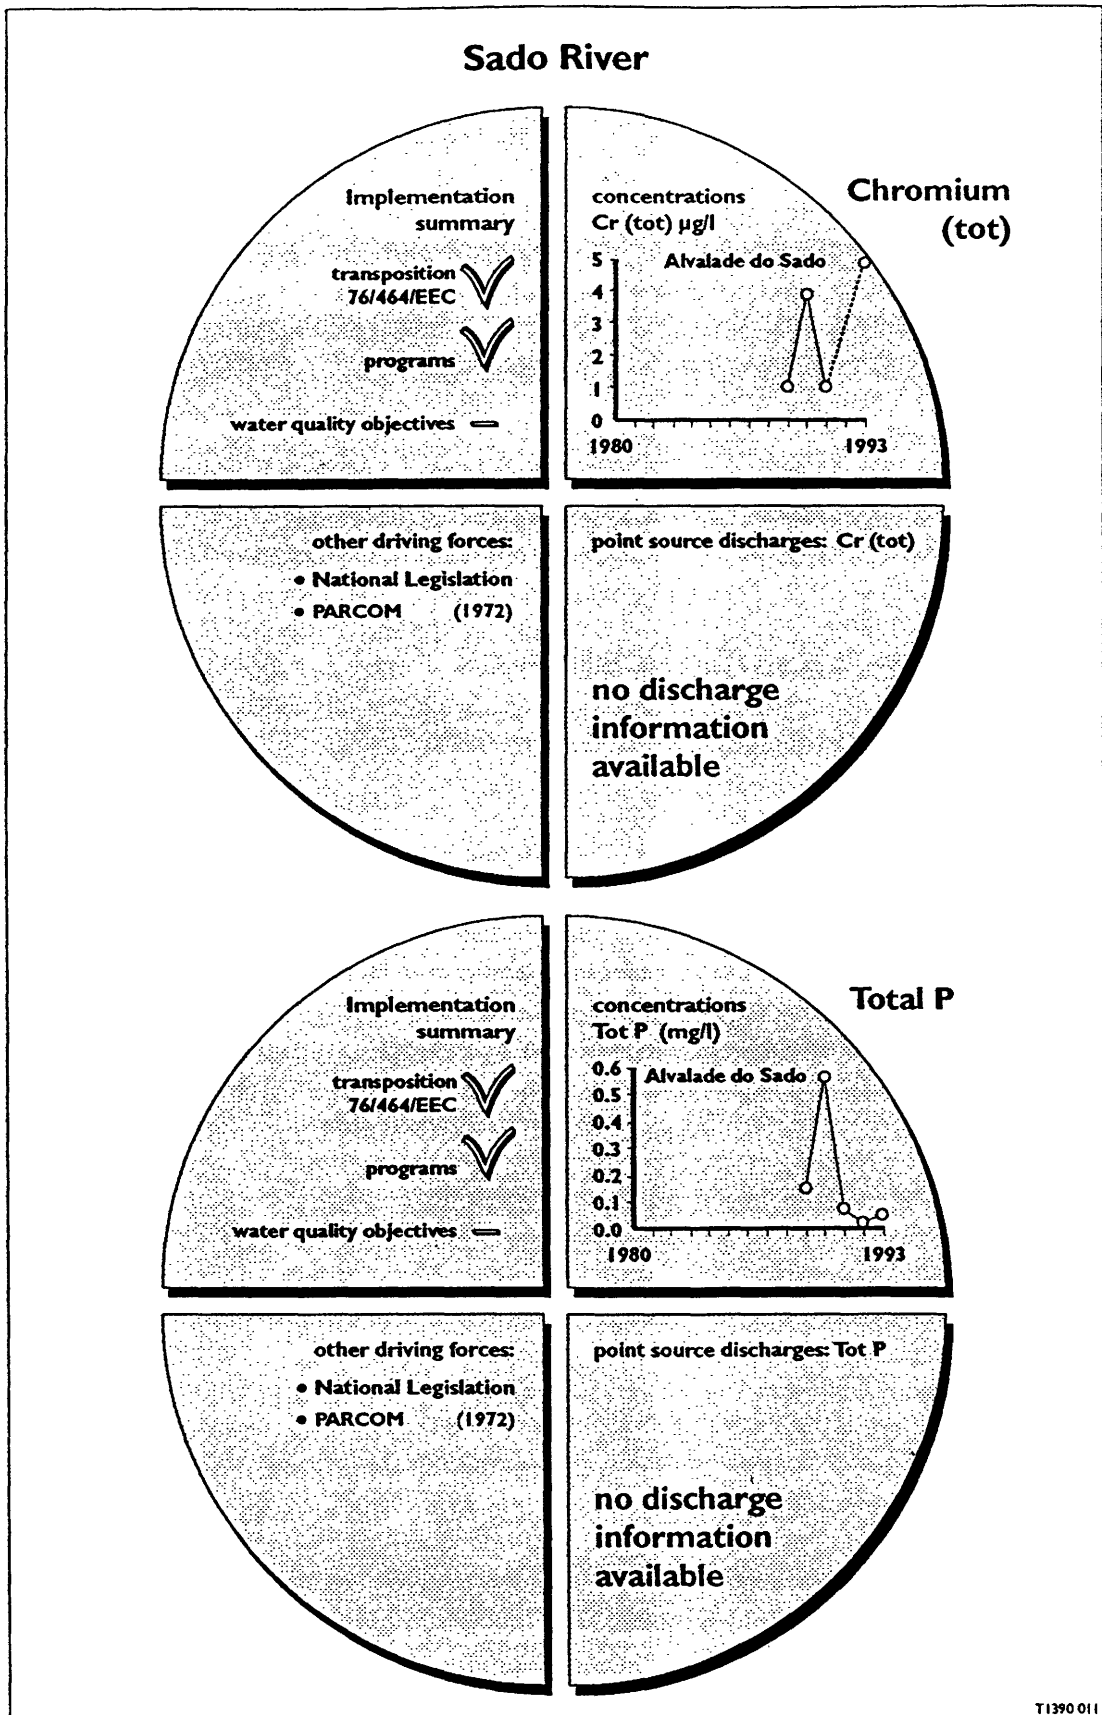 Sado River
Implementation
summary
transposition
76/464/EEC
programs
water quality objectives
concentrations
Cr (tot) µg/l
Chromium
(tot)
Alvalade do Sado
5
4
3
2
1
0
1980
1993
other driving forces:
• National Legislation
• PARCOM (1972)
point source discharges: Cr (tot)
no discharge
information
available
Implementation
summary
transposition
76/464/EEC
programs
water quality objectives
concentrations
Tot P (mg/l)
Total P
Alvalade do Sado
0.6
0.5
0.4
0.3
0.2
0.1
0.0
1980
1993
other driving forces:
• National Legislation
• PARCOM (1972)
point source discharges: Tot P
no discharge
information
available
T1390 011